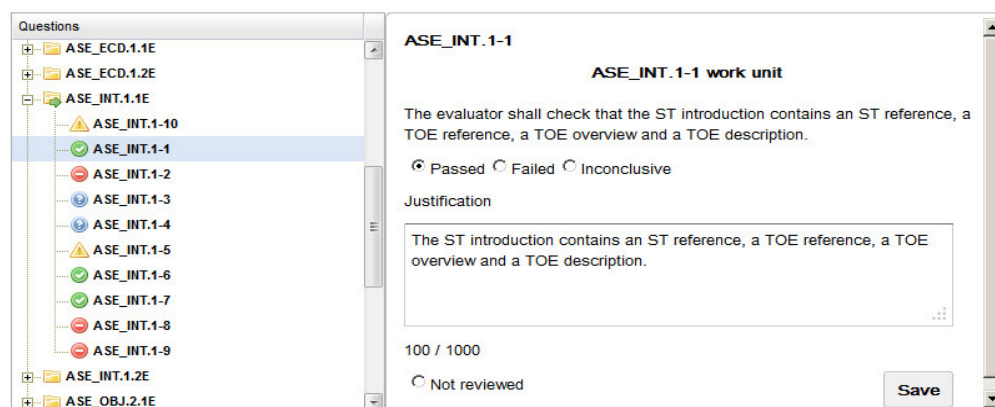 Questions
ASE_ECD.1.1E
ASE_ECD.1.2E
ASE_INT.1.1E
ASE_INT.1-10
ASE_INT.1-1
ASE_INT.1-2
ASE_INT.1-3
ASE_INT.1-4
ASE_INT.1-5
ASE_INT.1-6
ASE_INT.1-7
ASE_INT.1-8
ASE_INT.1-9
ASE_INT.1.2E
ASE_OBJ.2.1E
ASE_INT.1-1
ASE_INT.1-1 work unit
The evaluator shall check that the ST introduction contains an ST reference, a
TOE reference, a TOE overview and a TOE description.
Passed Failed Inconclusive
Justification
The ST introduction contains an ST reference, a TOE reference, a TOE
overview and a TOE description.
100 / 1000
Not reviewed
Save